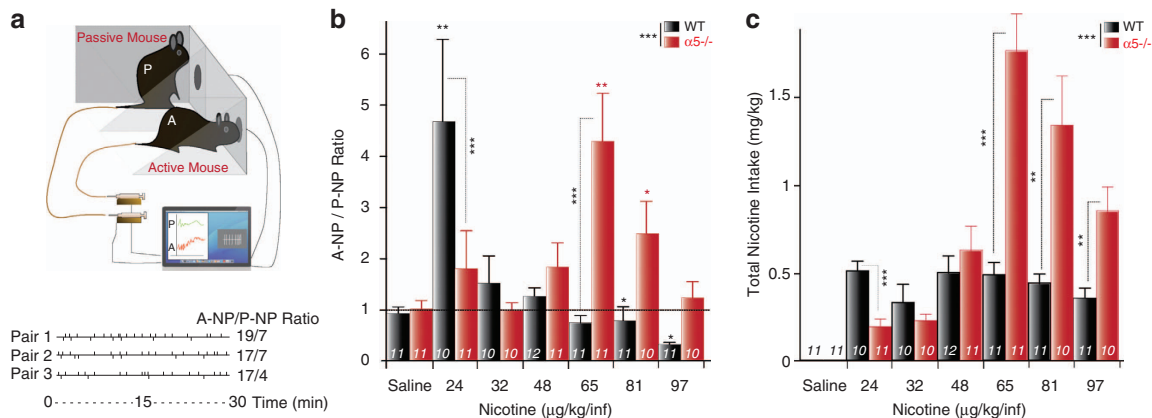 a
Passive Mouse
P
A
Active Mouse
P
A
A-NP/P-NP Ratio
Pair 1 19/7
Pair 2 17/7
Pair 3 17/4
0 15 30 Time (min)
b
WT
α5-/-
***
A-NP / P-NP Ratio
6
5
4
3
2
1
0
**
***
***
**
*
*
*
11 11 10 11 10 10 12 11 11 11 11 10 11 10
Saline 24 32 48 65 81 97
Nicotine (µg/kg/inf)
c
WT
α5-/-
***
Total Nicotine Intake (mg/kg)
1.5
1
0.5
0
***
***
**
**
11 11 10 11 10 10 12 11 11 11 11 10 11 10
Saline 24 32 48 65 81 97
Nicotine (µg/kg/inf)